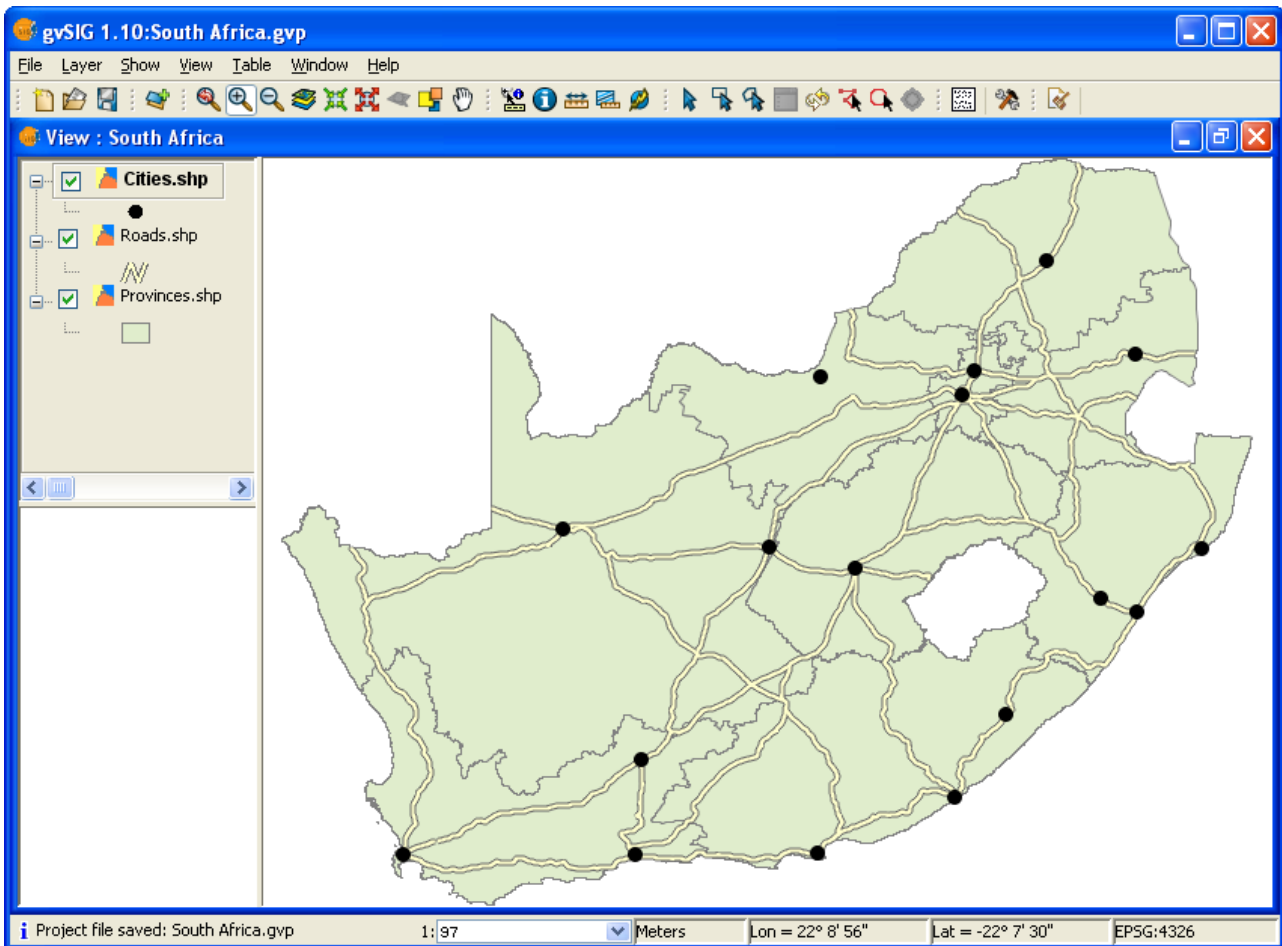 gvSIG 1.10:South Africa.gvp
File Layer Show View Table Window Help
View : South Africa
Cities.shp
Roads.shp
Provinces.shp
Project file saved: South Africa.gvp 1: 97 Meters Lon = 22° 8' 56" Lat = -22° 7' 30" EPSG:4326